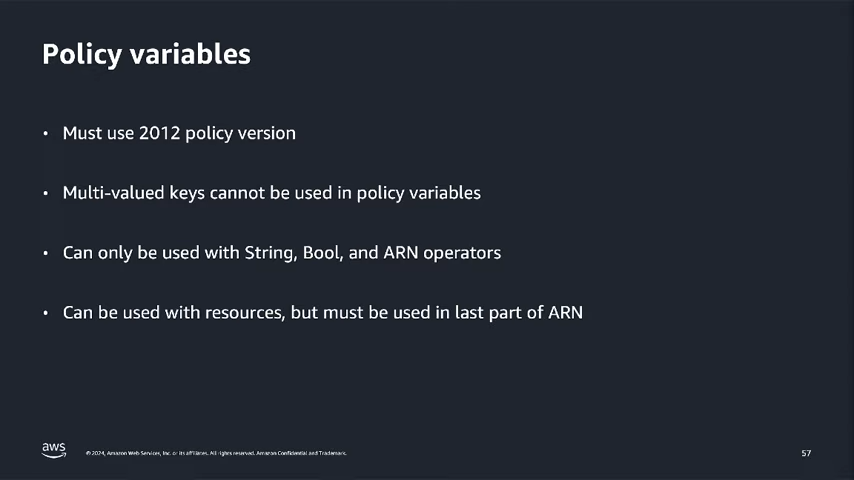 Policy variables
• Must use 2012 policy version
• Multi-valued keys cannot be used in policy variables
• Can only be used with String, Bool, and ARN operators
• Can be used with resources, but must be used in last part of ARN
aws
© 2024, Amazon Web Services, Inc. or its affiliates. All rights reserved. Amazon Confidential and Trademark.
57